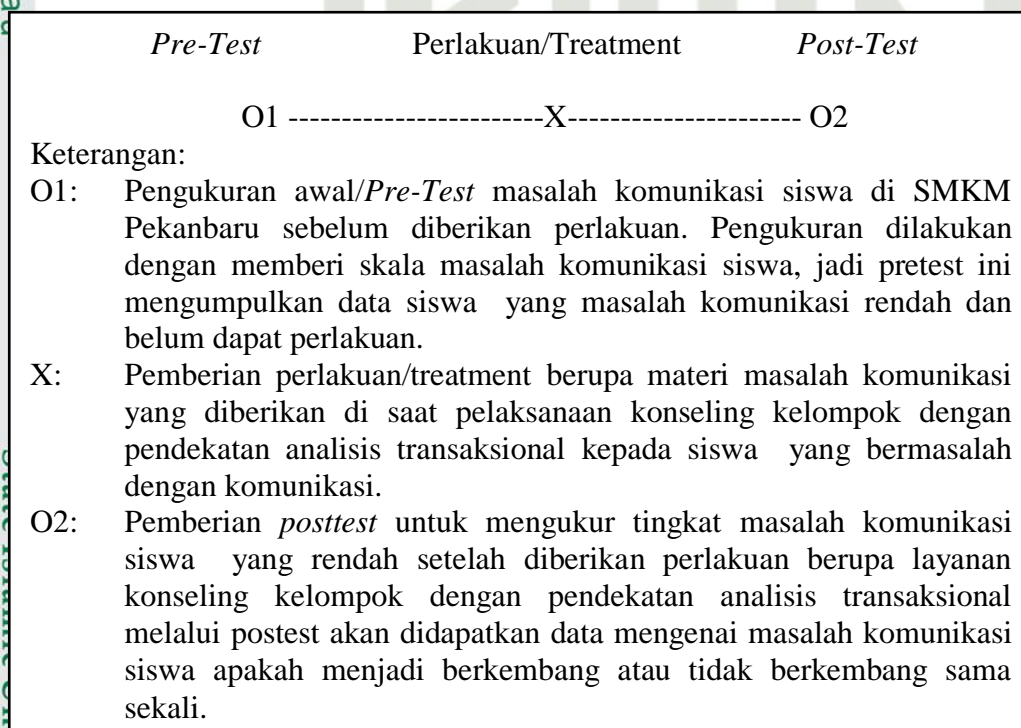 Pre-Test Perlakuan/Treatment Post-Test
O1 ------------------------X---------------------- O2
Keterangan:
O1: Pengukuran awal/Pre-Test masalah komunikasi siswa di SMKM
Pekanbaru sebelum diberikan perlakuan. Pengukuran dilakukan
dengan memberi skala masalah komunikasi siswa, jadi pretest ini
mengumpulkan data siswa yang masalah komunikasi rendah dan
belum dapat perlakuan.
X: Pemberian perlakuan/treatment berupa materi masalah komunikasi
yang diberikan di saat pelaksanaan konseling kelompok dengan
pendekatan analisis transaksional kepada siswa yang bermasalah
dengan komunikasi.
O2: Pemberian posttest untuk mengukur tingkat masalah komunikasi
siswa yang rendah setelah diberikan perlakuan berupa layanan
konseling kelompok dengan pendekatan analisis transaksional
melalui postest akan didapatkan data mengenai masalah komunikasi
siswa apakah menjadi berkembang atau tidak berkembang sama
sekali.